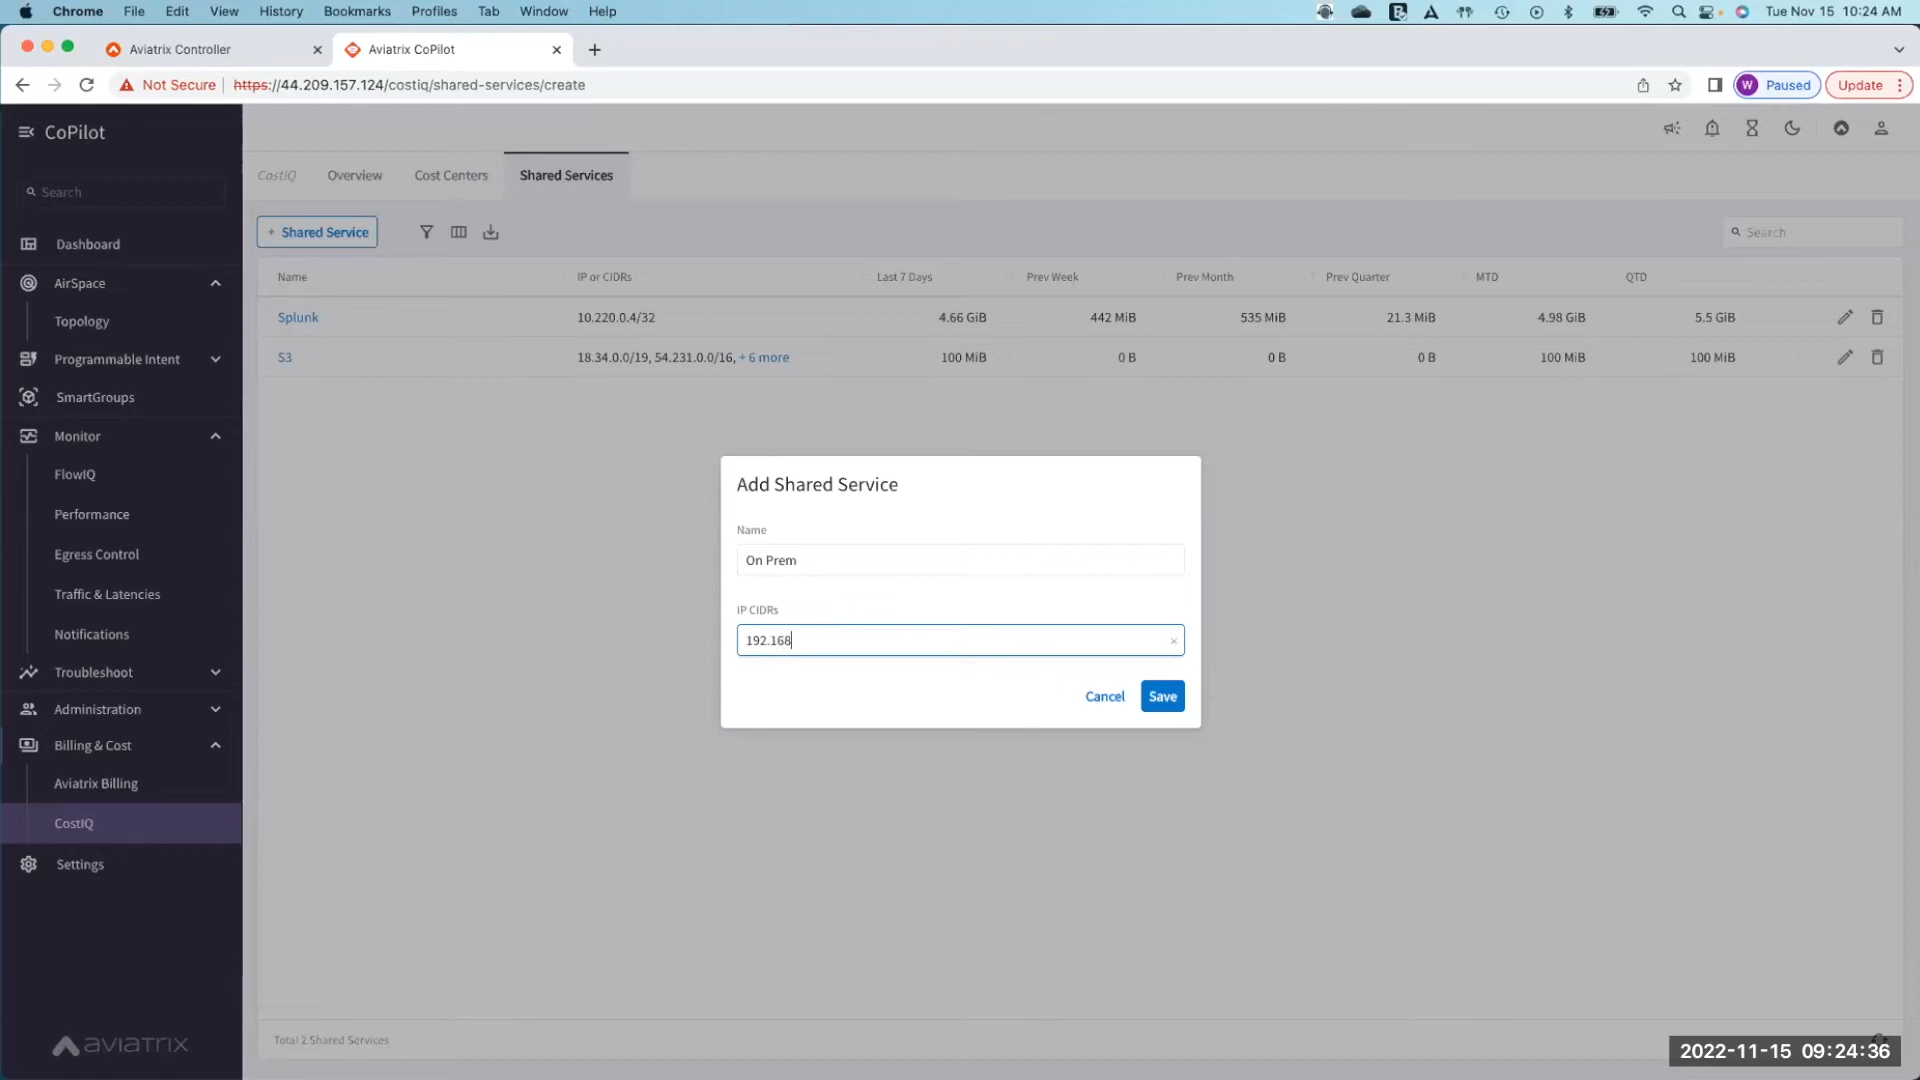 Chrome File Edit View History Bookmarks Profiles Tab Window Help Tue Nov 15 10:24 AM
Aviatrix Controller Aviatrix CoPilot
Not Secure https://44.209.157.124/costiq/shared-services/create W Paused Update
CoPilot
Search
Dashboard
AirSpace
Topology
Programmable Intent
SmartGroups
Monitor
FlowIQ
Performance
Egress Control
Traffic & Latencies
Notifications
Troubleshoot
Administration
Billing & Cost
Aviatrix Billing
CostIQ
Settings
aviatrix
CostIQ Overview Cost Centers Shared Services
+ Shared Service Search
Name IP or CIDRs Last 7 Days Prev Week Prev Month Prev Quarter MTD QTD
Splunk 10.220.0.4/32 4.66 GiB 442 MiB 535 MiB 21.3 MiB 4.98 GiB 5.5 GiB
S3 18.34.0.0/19, 54.231.0.0/16, + 6 more 100 MiB 0 B 0 B 0 B 100 MiB 100 MiB
Add Shared Service
Name
On Prem
IP CIDRs
192.168
Cancel Save
Total 2 Shared Services
2022-11-15 09:24:36